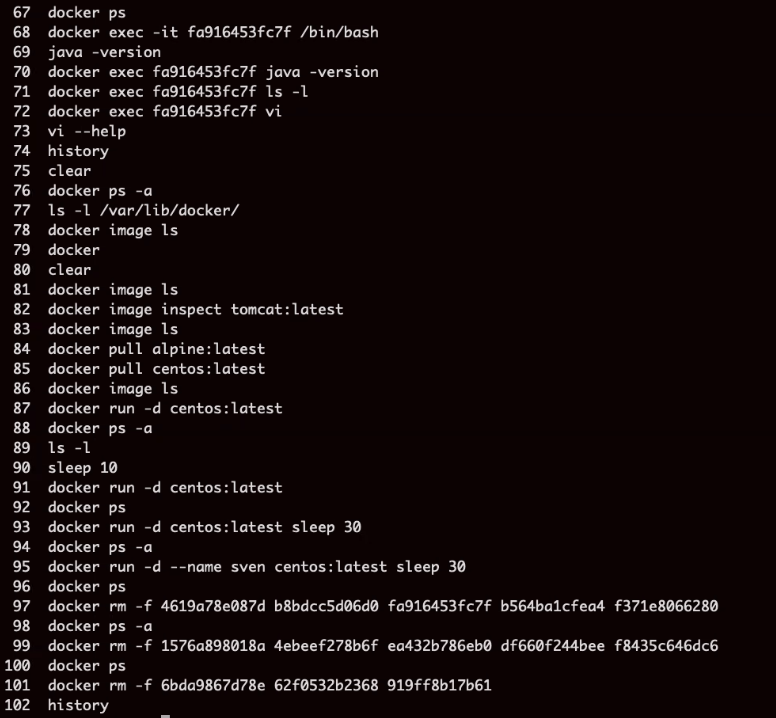 67 docker ps
68 docker exec -it fa916453fc7f /bin/bash
69 java -version
70 docker exec fa916453fc7f java -version
71 docker exec fa916453fc7f ls -l
72 docker exec fa916453fc7f vi
73 vi --help
74 history
75 clear
76 docker ps -a
77 ls -l /var/lib/docker/
78 docker image ls
79 docker
80 clear
81 docker image ls
82 docker image inspect tomcat:latest
83 docker image ls
84 docker pull alpine:latest
85 docker pull centos:latest
86 docker image ls
87 docker run -d centos:latest
88 docker ps -a
89 ls -l
90 sleep 10
91 docker run -d centos:latest
92 docker ps
93 docker run -d centos:latest sleep 30
94 docker ps -a
95 docker run -d --name sven centos:latest sleep 30
96 docker ps
97 docker rm -f 4619a78e087d b8bdcc5d06d0 fa916453fc7f b564ba1cfea4 f371e8066280
98 docker ps -a
99 docker rm -f 1576a898018a 4ebeef278b6f ea432b786eb0 df660f244bee f8435c646dc6
100 docker ps
101 docker rm -f 6bda9867d78e 62f0532b2368 919ff8b17b61
102 history